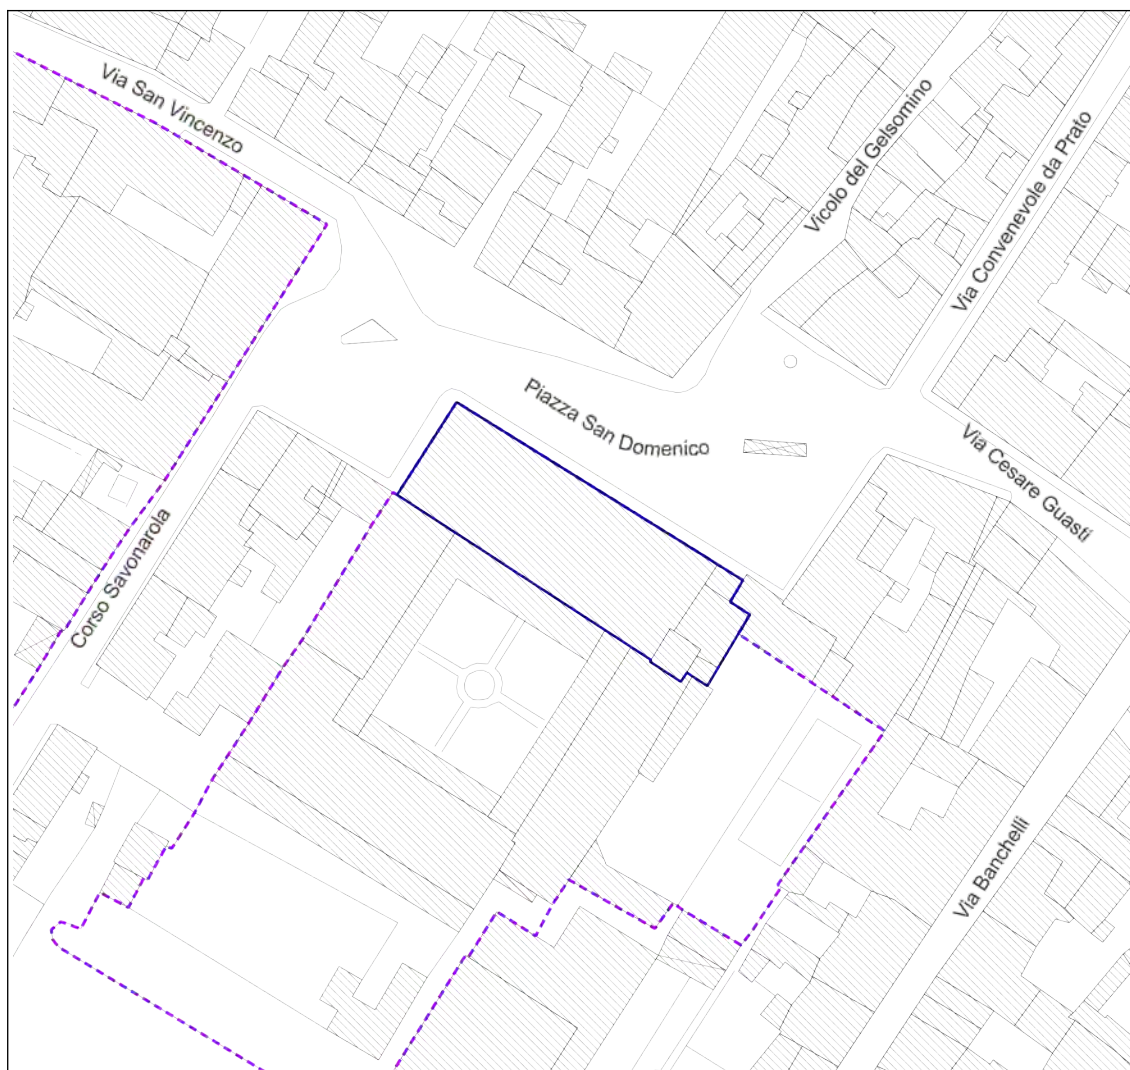 Via San Vincenzo
Vicolo del Gelsomino
Via Convenevole da Prato
Piazza San Domenico
Via Cesare Guasti
Corso Savonarola
Via Banchelli